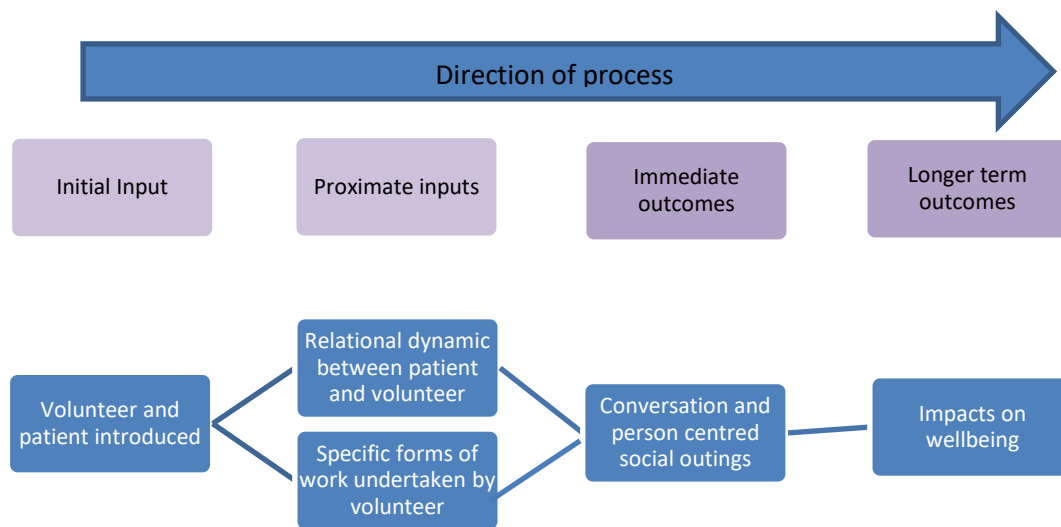 Direction of process
Initial Input
Proximate inputs
Immediate
outcomes
Longer term
outcomes
Relational dynamic
between patient
and volunteer
Volunteer and
patient introduced
Specific forms of
work undertaken by
volunteer
Conversation and
person centred
social outings
Impacts on
wellbeing